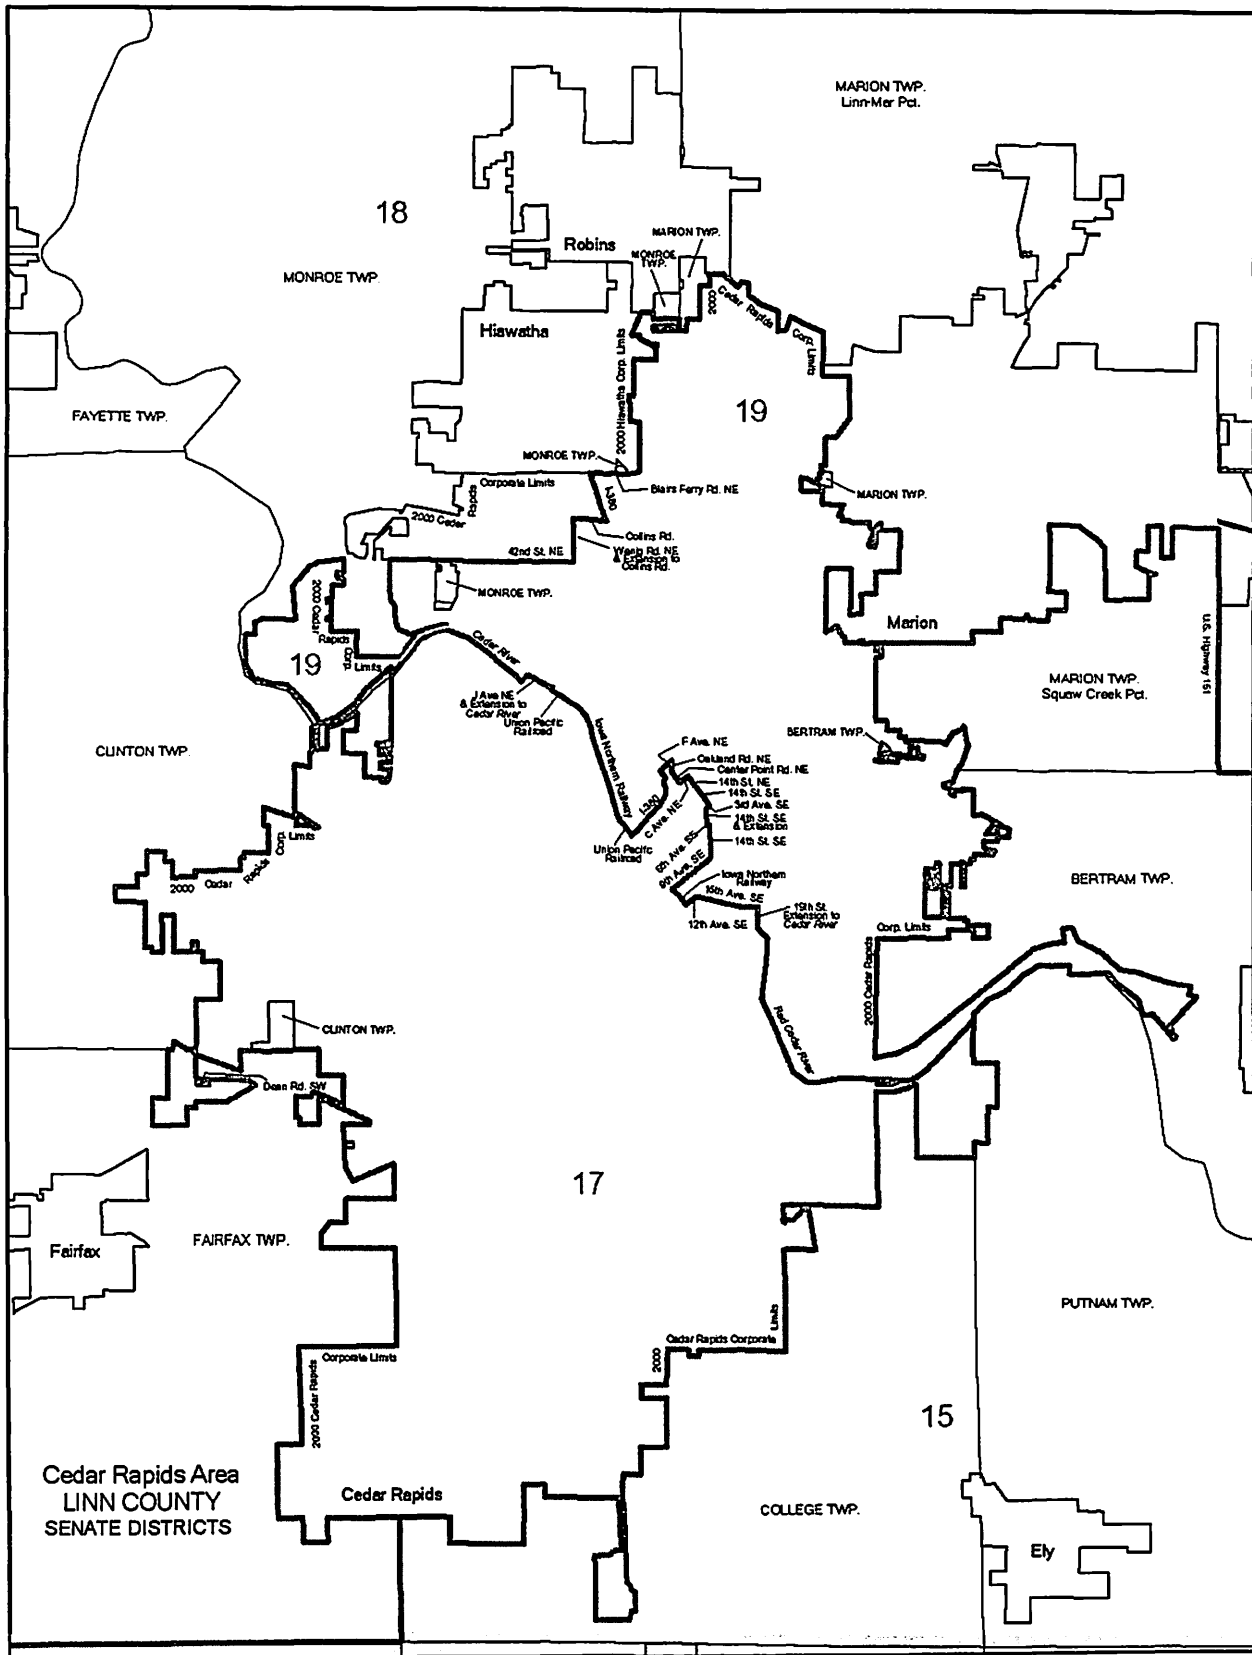 MARION TWP.
Linn-Mar Pct.
18
MARION TWP.
Robins
MONROE
TWP.
MONROE TWP.
2000
Cedar Rapids
Corp. Limits
Hiawatha
2000 Hiawatha Corp. Limits
19
FAYETTE TWP.
MONROE TWP.
Corporate Limits
Blairs Ferry Rd. NE
MARION TWP.
Rapids
2000 Cedar
I-380
Collins Rd.
42nd St. NE
Wenig Rd. NE
& Extension to
Collins Rd.
2000 Cedar
Rapids
Corp.
Limits
MONROE TWP.
Marion
U.S. Highway 151
Cedar River
19
MARION TWP.
Squaw Creek Pct.
J Ave NE
& Extension to
Cedar River
Union Pacific
Railroad
CLINTON TWP.
BERTRAM TWP.
Iowa Northern Railway
F Ave. NE
Oakland Rd. NE
Center Point Rd. NE
14th St. NE
14th St. SE
3rd Ave. SE
14th St. SE
& Extension
14th St. SE
I-380
C Ave. NE
Union Pacific
Railroad
6th Ave. SE
9th Ave. SE
Corp. Limits
2000
Cedar
Rapids
Iowa Northern
Railway
15th Ave. SE
BERTRAM TWP.
12th Ave. SE
19th St.
Extension to
Cedar River
Corp. Limits
2000 Cedar Rapids
Red Cedar River
CLINTON TWP.
Dean Rd. SW
17
FAIRFAX TWP.
Fairfax
PUTNAM TWP.
Limits
Cedar Rapids Corporate
2000
Corporate Limits
2000 Cedar Rapids
15
Cedar Rapids Area
LINN COUNTY
SENATE DISTRICTS
Cedar Rapids
COLLEGE TWP.
Ely